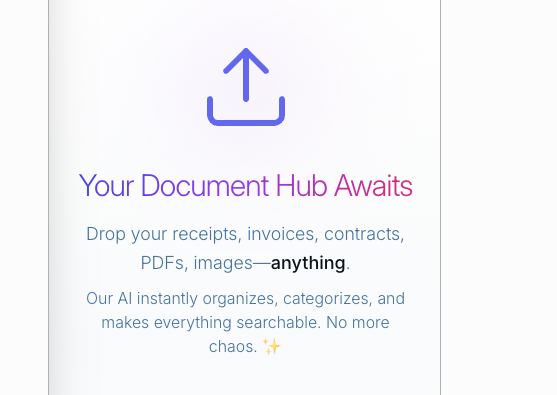 Your Document Hub Awaits
Drop your receipts, invoices, contracts,
PDFs, images—anything.
Our AI instantly organizes, categorizes, and
makes everything searchable. No more
chaos. ✨